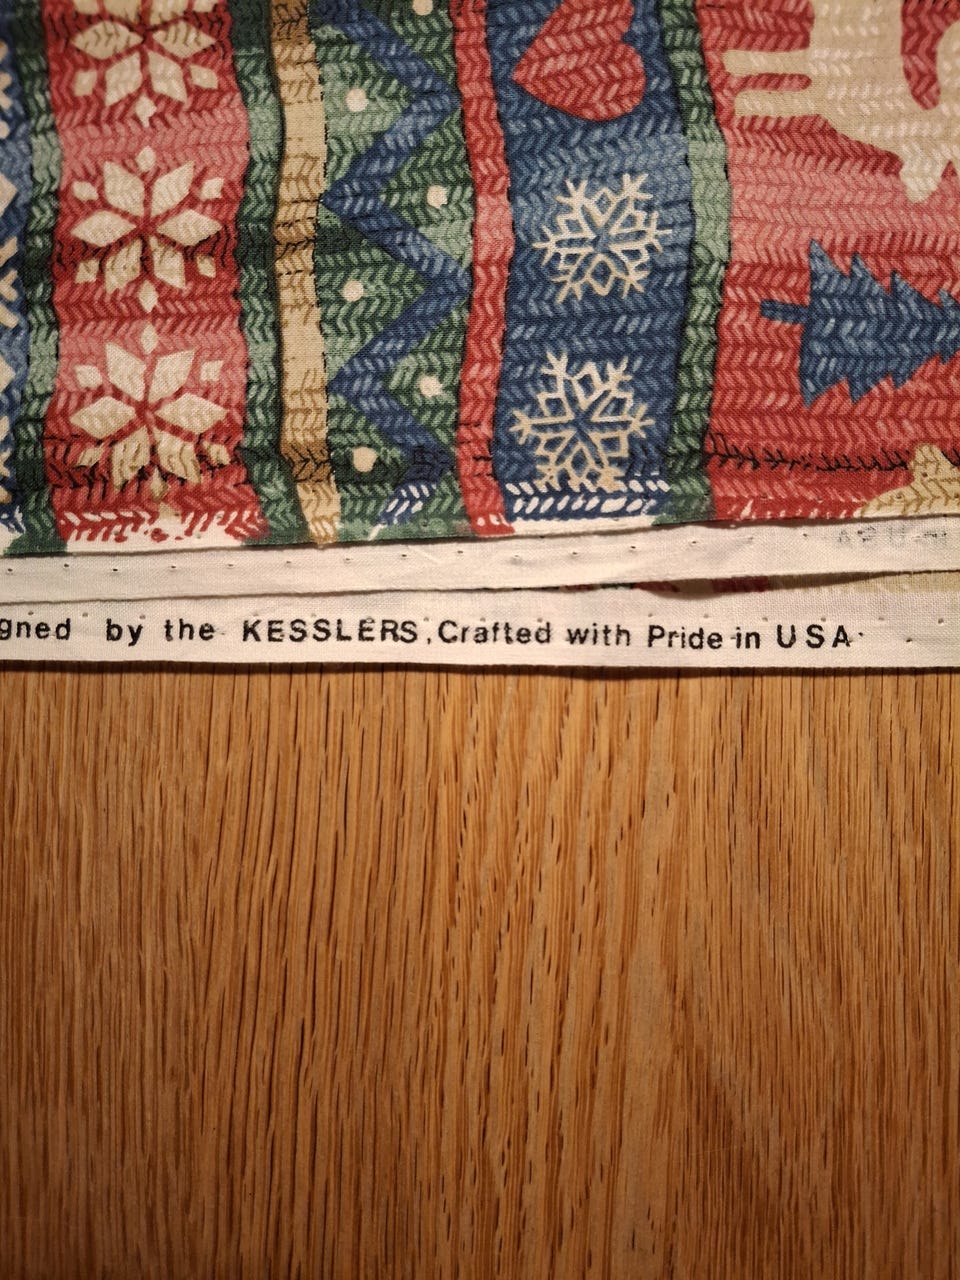 gned by the KESSLERS, Crafted with Pride in USA